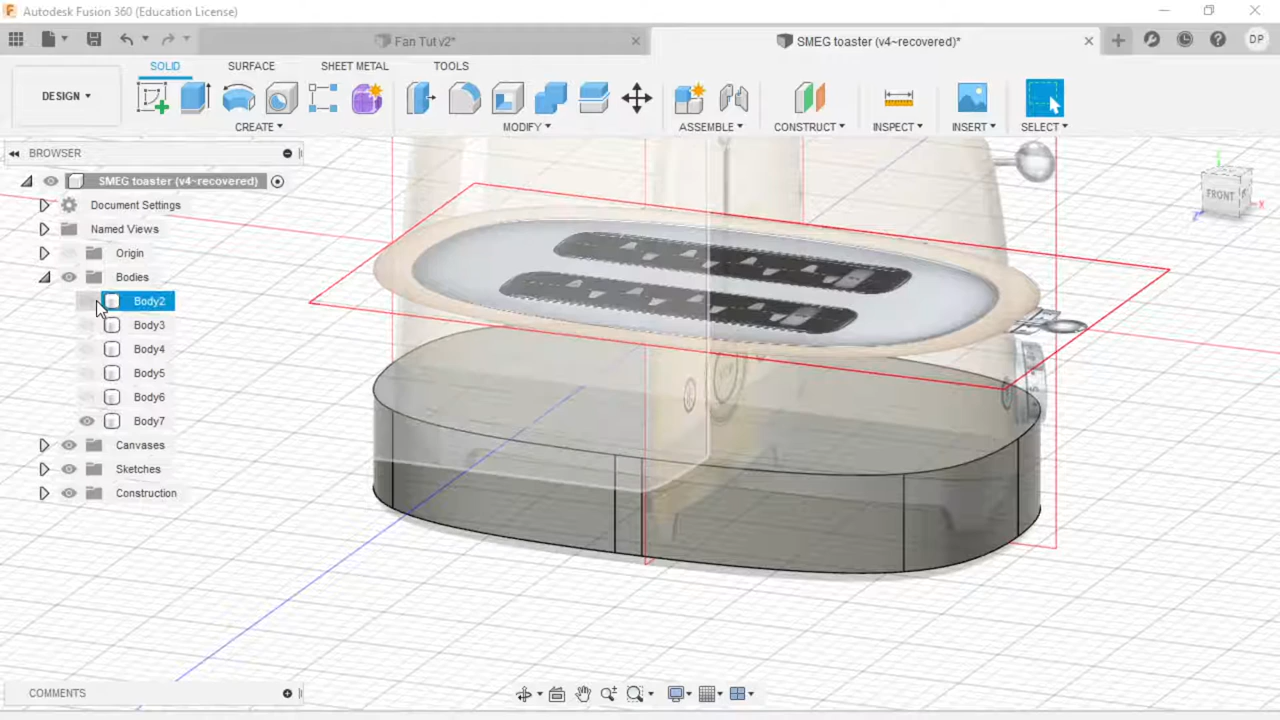 Autodesk Fusion 360 (Education License)
Fan Tut v2*
SMEG toaster (v4~recovered)*
DP
DESIGN
SOLID
SURFACE
SHEET METAL
TOOLS
CREATE
MODIFY
ASSEMBLE
CONSTRUCT
INSPECT
INSERT
SELECT
BROWSER
SMEG toaster (v4~recovered)
Document Settings
Named Views
Origin
Bodies
Body2
Body3
Body4
Body5
Body6
Body7
Canvases
Sketches
Construction
FRONT
X
Z
COMMENTS